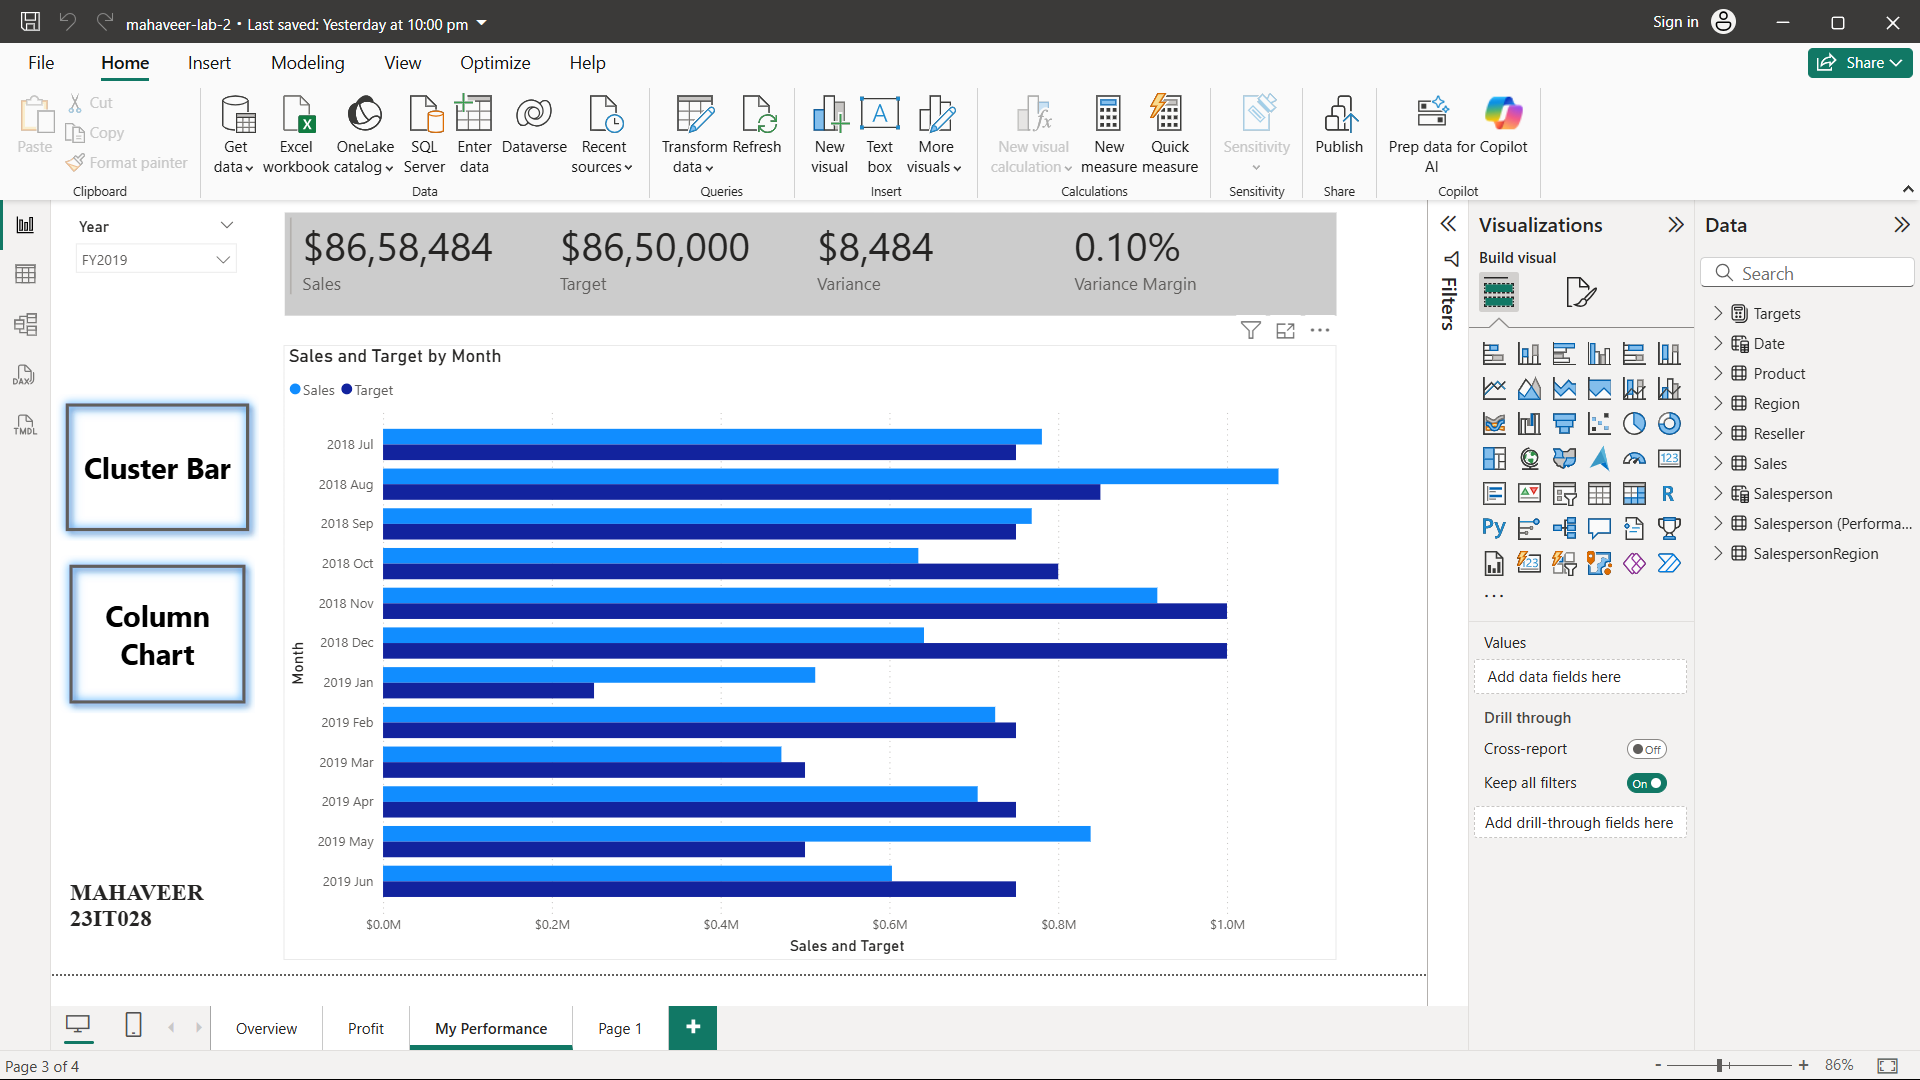 mahaveer-lab-2 • Last saved: Yesterday at 10:00 pm
Sign in
File Home Insert Modeling View Optimize Help
Share
Paste
Cut
Copy
Format painter
Clipboard
Get data
Excel workbook
OneLake catalog
SQL Server
Enter data
Dataverse
Recent sources
Data
Transform data
Refresh
Queries
New visual
Text box
More visuals
Insert
New visual calculation
New measure
Quick measure
Calculations
Sensitivity
Sensitivity
Publish
Share
Prep data for AI
Copilot
Copilot
DAX
TMDL
Year
FY2019
$86,58,484
Sales
$86,50,000
Target
$8,484
Variance
0.10%
Variance Margin
Cluster Bar
Column
Chart
MAHAVEER
23IT028
Sales and Target by Month
Sales Target
Month
2018 Jul
2018 Aug
2018 Sep
2018 Oct
2018 Nov
2018 Dec
2019 Jan
2019 Feb
2019 Mar
2019 Apr
2019 May
2019 Jun
$0.0M $0.2M $0.4M $0.6M $0.8M $1.0M
Sales and Target
Filters
Visualizations
Build visual
123
R
Py
123
...
Values
Add data fields here
Drill through
Cross-report
Off
Keep all filters
On
Add drill-through fields here
Data
Search
Targets
Date
Product
Region
Reseller
Sales
Salesperson
Salesperson (Performa...
SalespersonRegion
Overview Profit My Performance Page 1 +
Page 3 of 4
- + 86%